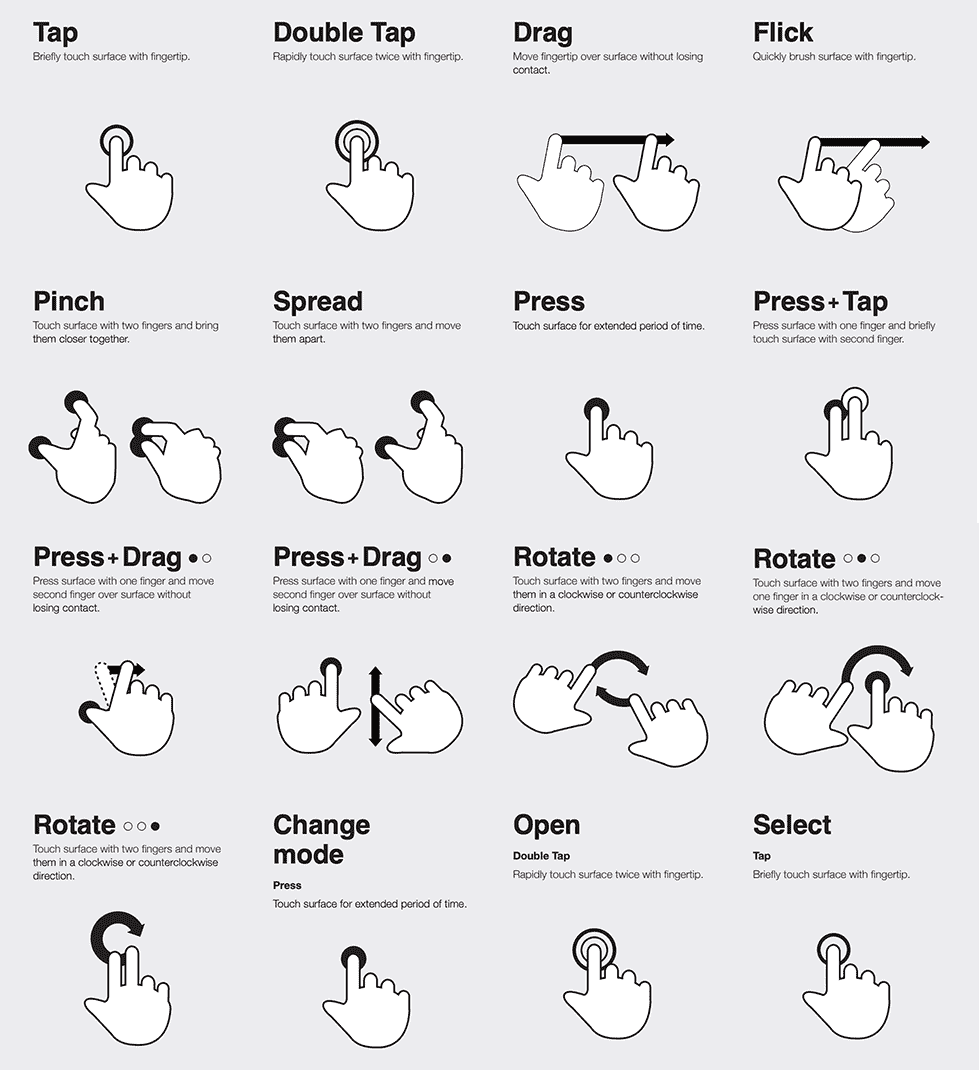 Tap
Briefly touch surface with fingertip.
Double Tap
Rapidly touch surface twice with fingertip.
Drag
Move fingertip over surface without losing
contact.
Flick
Quickly brush surface with fingertip.
Pinch
Touch surface with two fingers and bring
them closer together.
Spread
Touch surface with two fingers and move
them apart.
Press
Touch surface for extended period of time.
Press+Tap
Press surface with one finger and briefly
touch surface with second finger.
Press+Drag ●○
Press surface with one finger and move
second finger over surface without
losing contact.
Press+Drag ○●
Press surface with one finger and move
second finger over surface without
losing contact.
Rotate ●○○
Touch surface with two fingers and move
them in a clockwise or counterclockwise
direction.
Rotate ○●○
Touch surface with two fingers and move
one finger in a clockwise or counterclock-
wise direction.
Rotate ○○●
Touch surface with two fingers and move
them in a clockwise or counterclockwise
direction.
Change
mode
Press
Touch surface for extended period of time.
Open
Double Tap
Rapidly touch surface twice with fingertip.
Select
Tap
Briefly touch surface with fingertip.